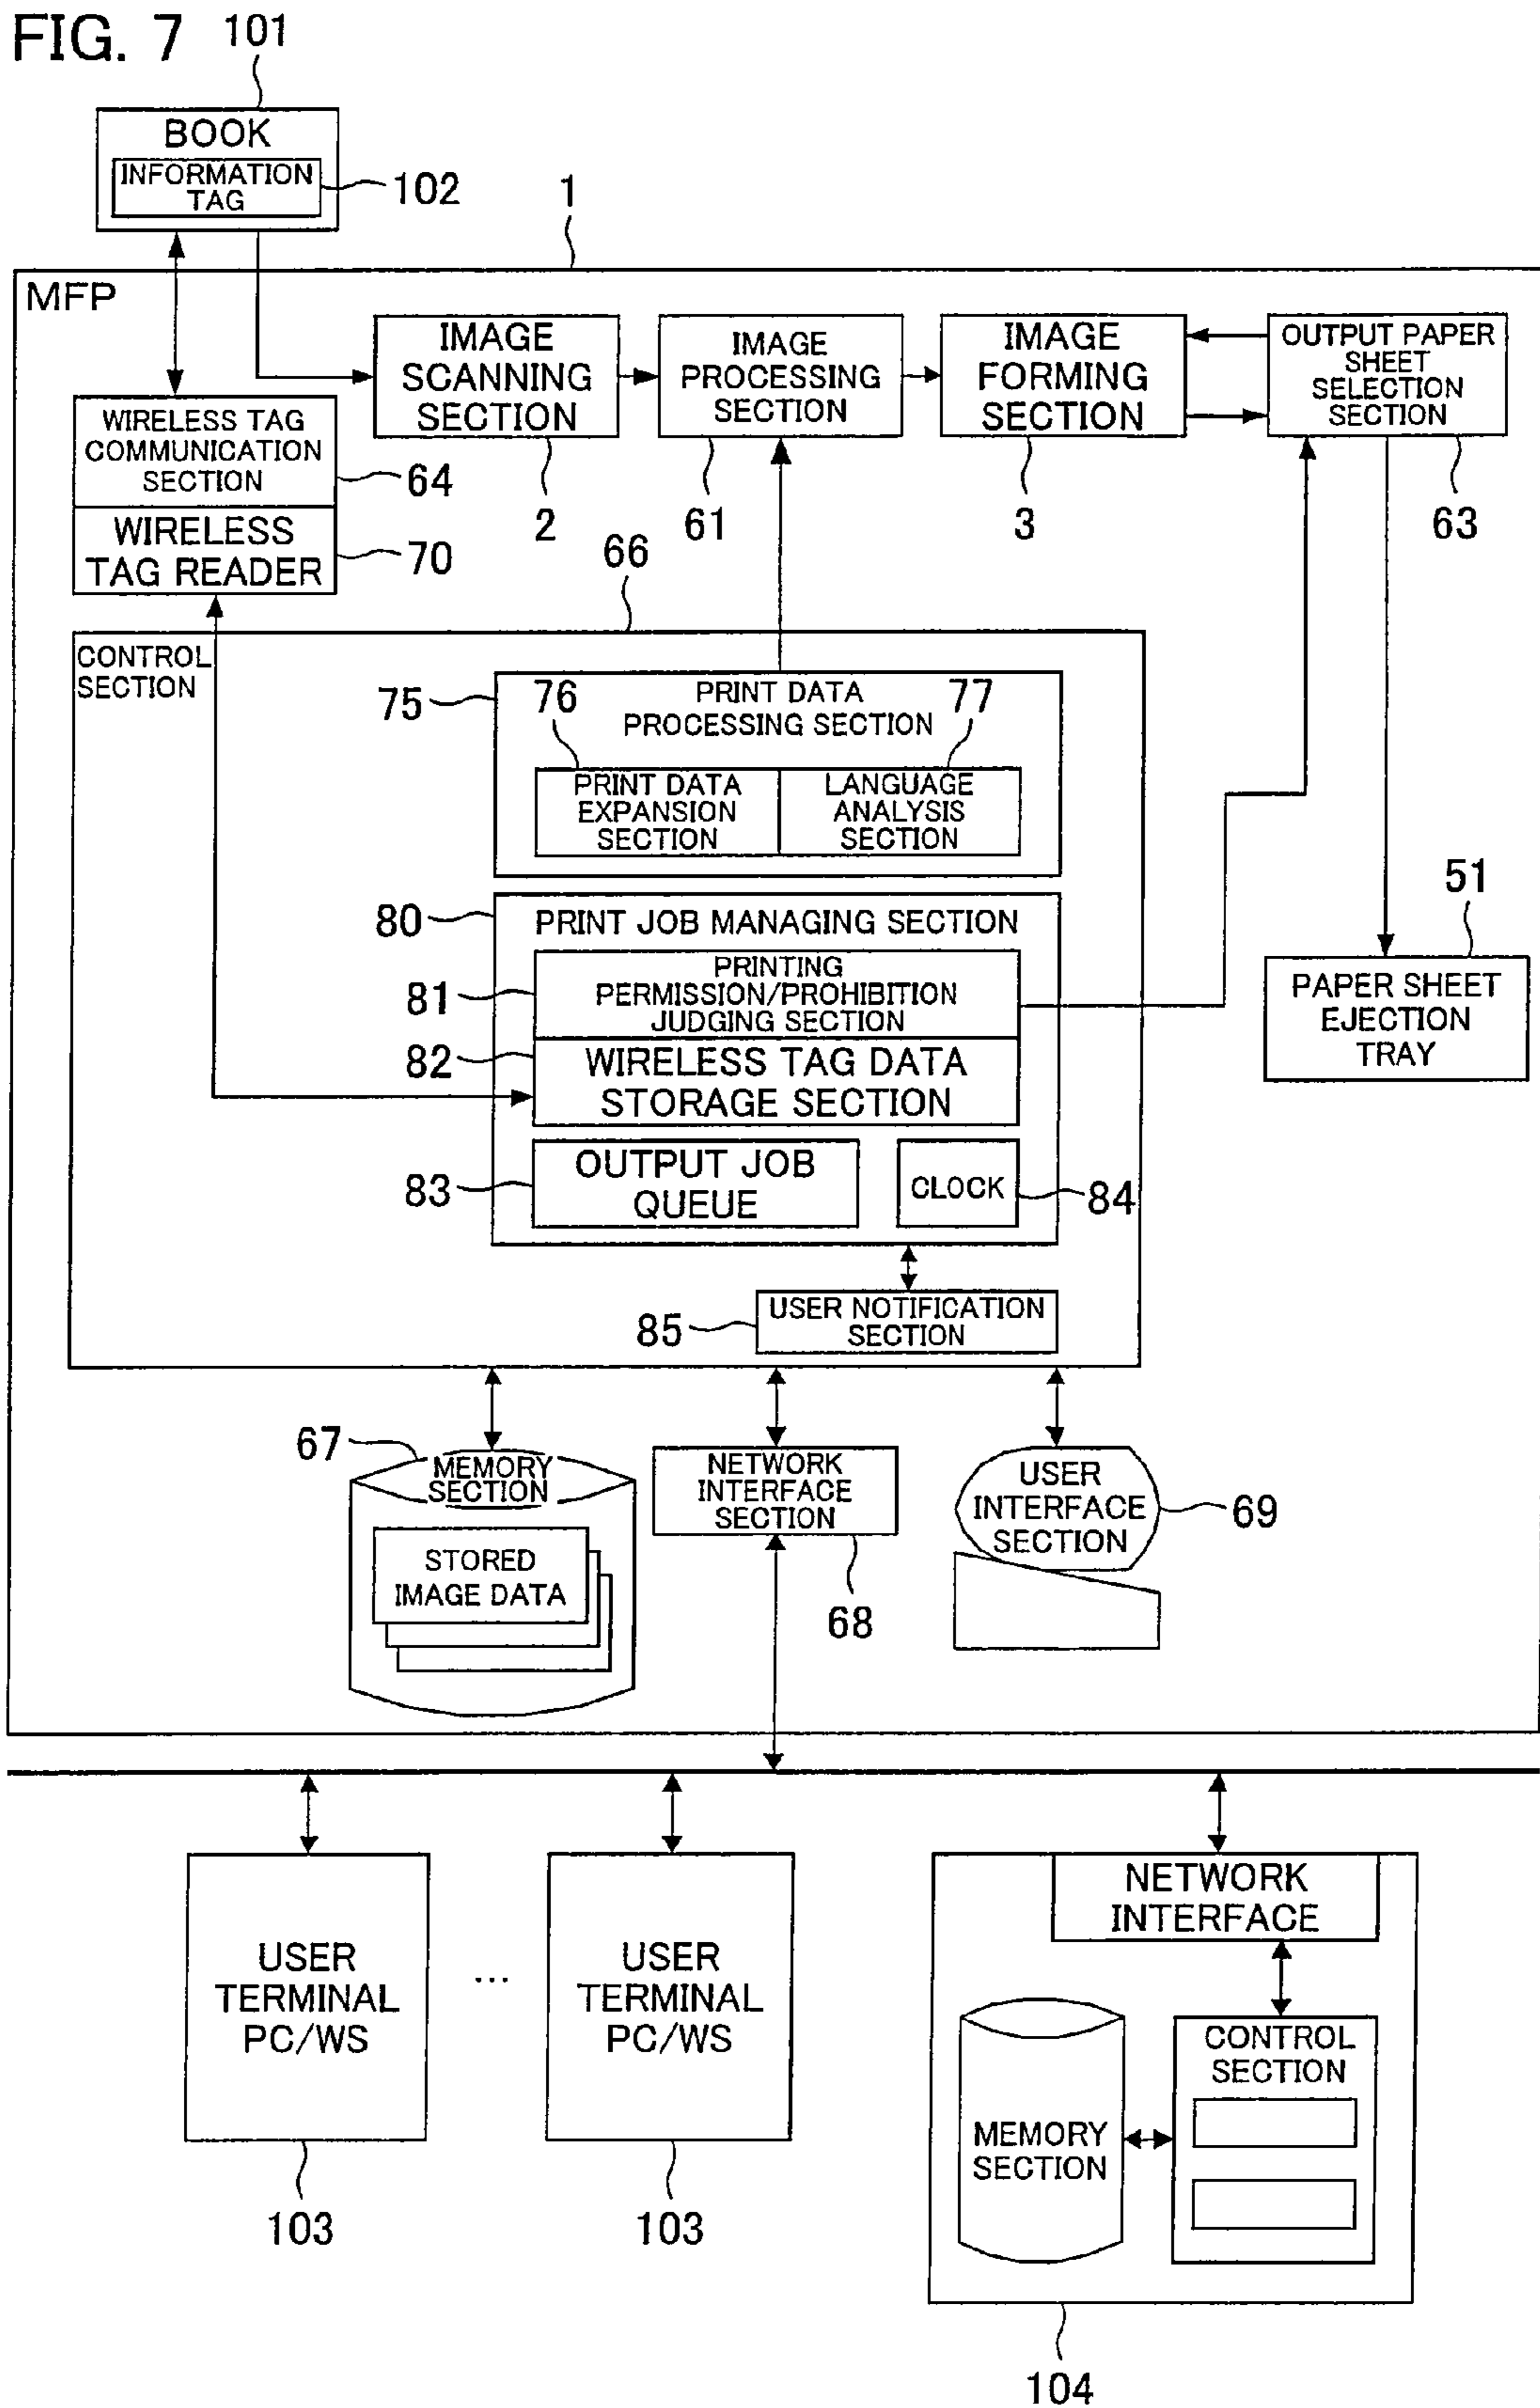 FIG. 7
101
BOOK
INFORMATION
TAG
102
1
MFP
IMAGE
SCANNING
SECTION
2
IMAGE
PROCESSING
SECTION
61
IMAGE
FORMING
SECTION
3
OUTPUT PAPER
SHEET
SELECTION
SECTION
63
WIRELESS TAG
COMMUNICATION
SECTION
64
WIRELESS
TAG READER
70
66
CONTROL
SECTION
75
PRINT DATA
PROCESSING SECTION
76
77
PRINT DATA
EXPANSION
SECTION
LANGUAGE
ANALYSIS
SECTION
80
PRINT JOB MANAGING SECTION
81
PRINTING
PERMISSION/PROHIBITION
JUDGING SECTION
82
WIRELESS TAG DATA
STORAGE SECTION
83
OUTPUT JOB
QUEUE
CLOCK
84
51
PAPER SHEET
EJECTION
TRAY
85
USER NOTIFICATION
SECTION
67
MEMORY
SECTION
STORED
IMAGE DATA
NETWORK
INTERFACE
SECTION
68
USER
INTERFACE
SECTION
69
USER
TERMINAL
PC/WS
103
...
USER
TERMINAL
PC/WS
103
NETWORK
INTERFACE
CONTROL
SECTION
MEMORY
SECTION
104